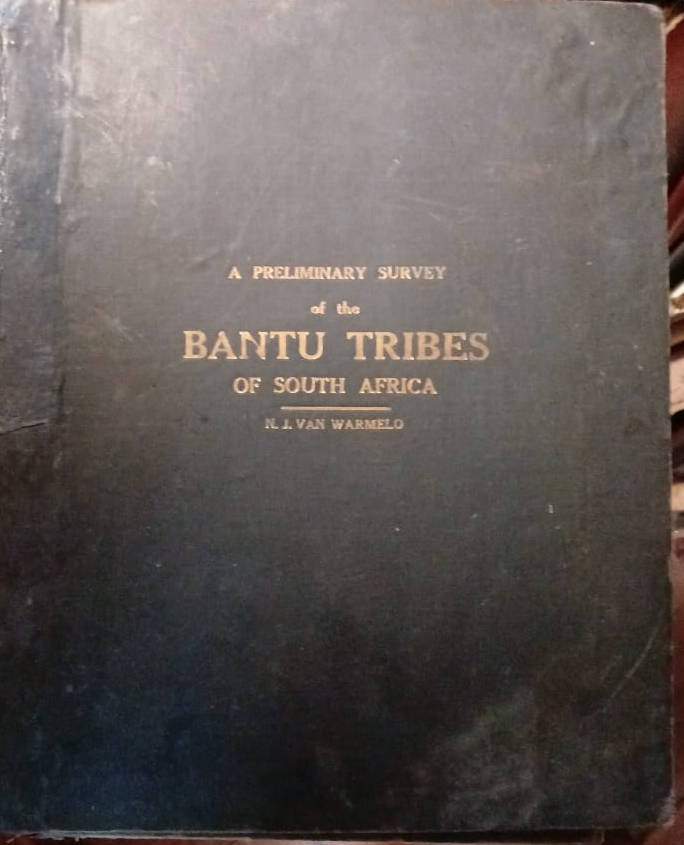 A PRELIMINARY SURVEY
of the
BANTU TRIBES
OF SOUTH AFRICA
N. J. VAN WARMELO